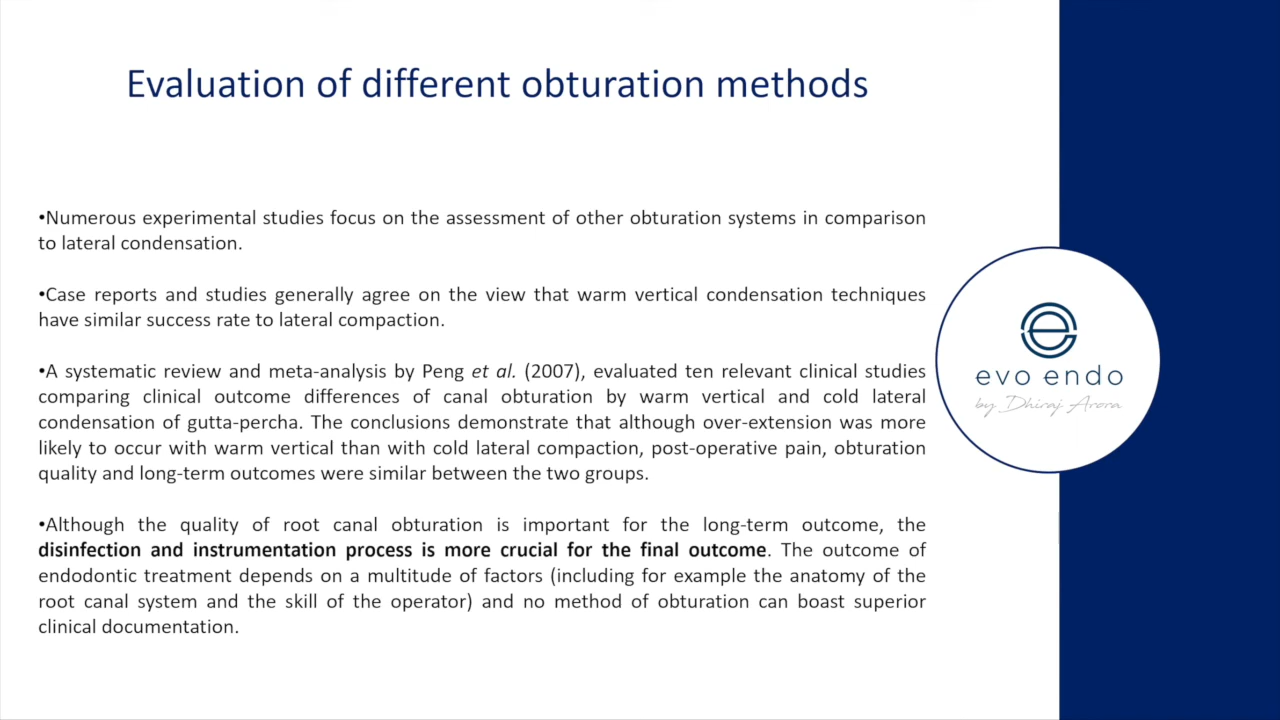 Evaluation of different obturation methods
•Numerous experimental studies focus on the assessment of other obturation systems in comparison
to lateral condensation.
•Case reports and studies generally agree on the view that warm vertical condensation techniques
have similar success rate to lateral compaction.
•A systematic review and meta-analysis by Peng et al. (2007), evaluated ten relevant clinical studies
comparing clinical outcome differences of canal obturation by warm vertical and cold lateral
condensation of gutta-percha. The conclusions demonstrate that although over-extension was more
likely to occur with warm vertical than with cold lateral compaction, post-operative pain, obturation
quality and long-term outcomes were similar between the two groups.
•Although the quality of root canal obturation is important for the long-term outcome, the
disinfection and instrumentation process is more crucial for the final outcome. The outcome of
endodontic treatment depends on a multitude of factors (including for example the anatomy of the
root canal system and the skill of the operator) and no method of obturation can boast superior
clinical documentation.
evo endo
by Dhiraj Arora